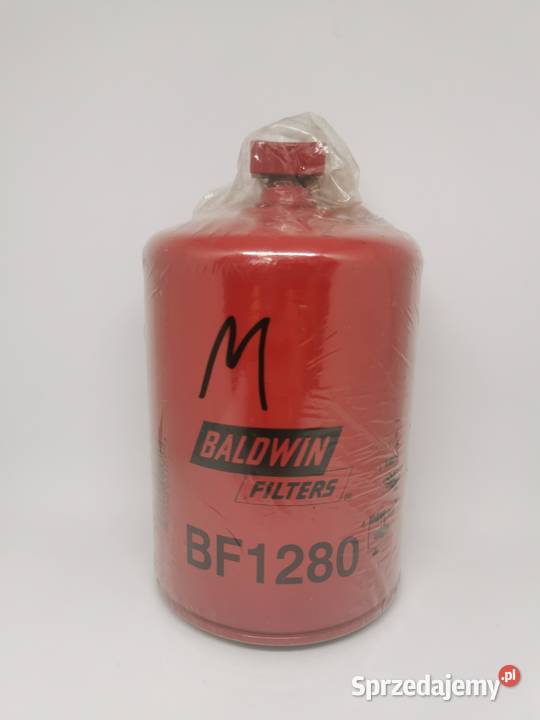 M
BALDWIN
FILTERS
BF1280
Sprzedajemy.pl